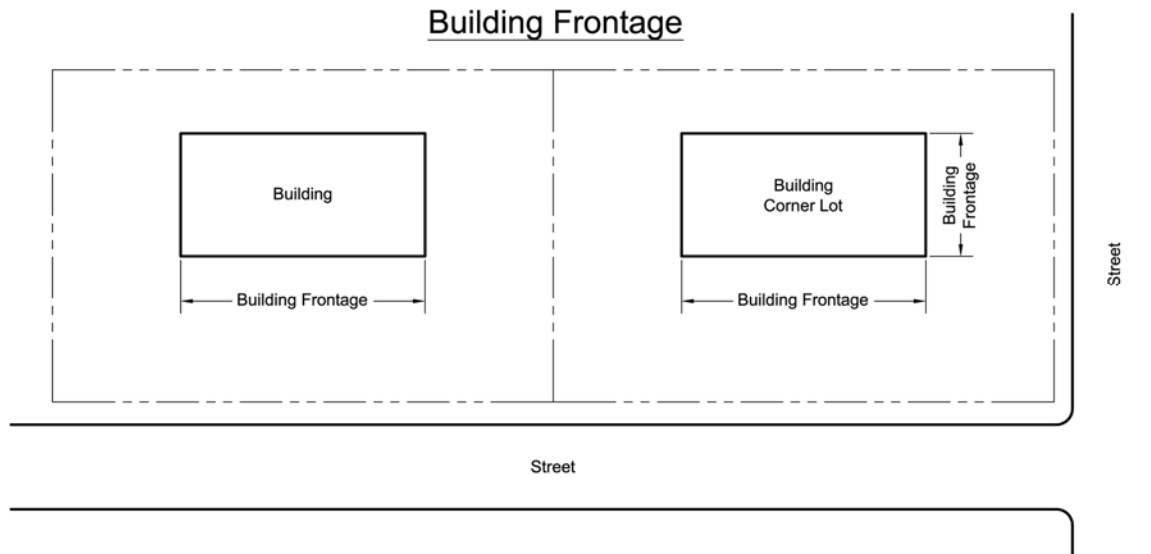 Building Frontage
Building
Building
Corner Lot
Building
Frontage
Building Frontage
Building Frontage
Street
Street